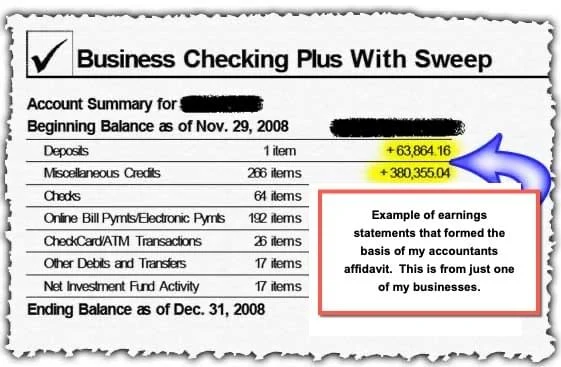 Business Checking Plus With Sweep
Account Summary for
Beginning Balance as of Nov. 29, 2008
Deposits 1 item +63,864.16
Miscellaneous Credits 266 items +380,355.04
Checks 64 items
Online Bill Pymts/Electronic Pymts 192 items
CheckCard/ATM Transactions 26 items
Other Debits and Transfers 17 items
Net Investment Fund Activity 17 items
Ending Balance as of Dec. 31, 2008
Example of earnings
statements that formed the
basis of my accountants
affidavit. This is from just one
of my businesses.